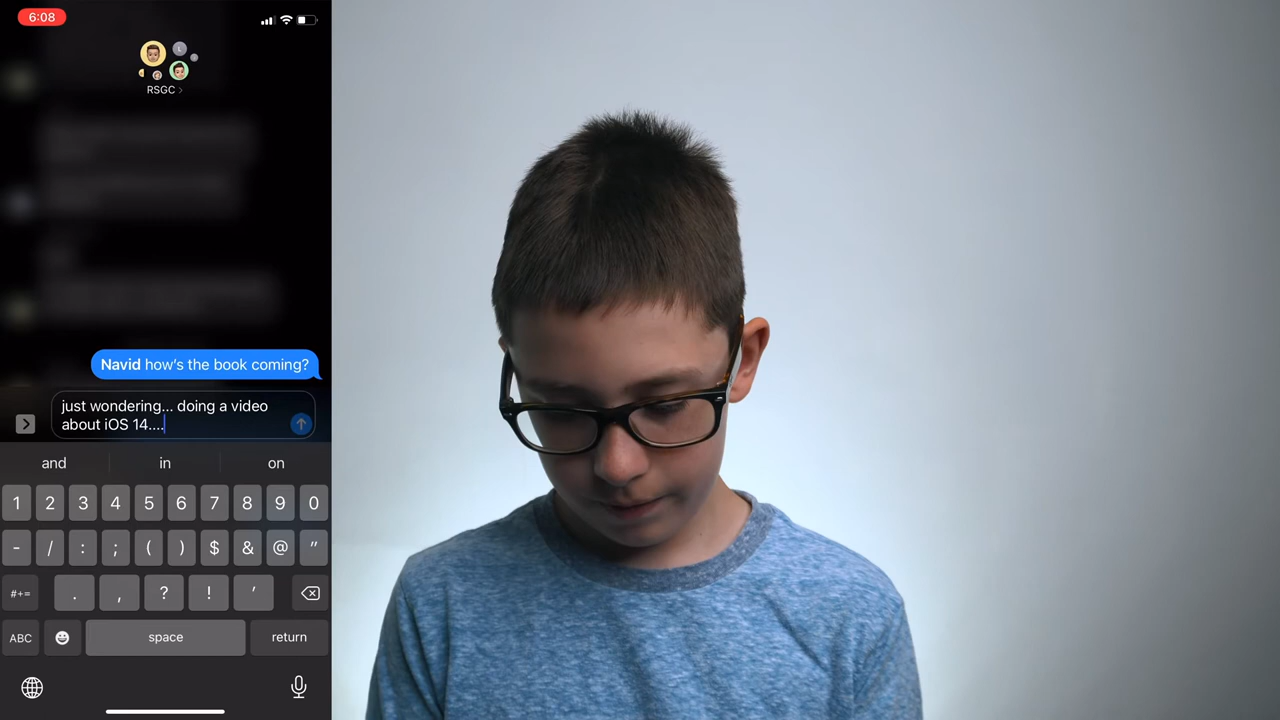 6:08
RSGC
Navid how's the book coming?
just wondering... doing a video
about iOS 14....
and in on
1 2 3 4 5 6 7 8 9 0
- / : ; ( ) $ & @ "
#+= . , ? ! '
ABC space return